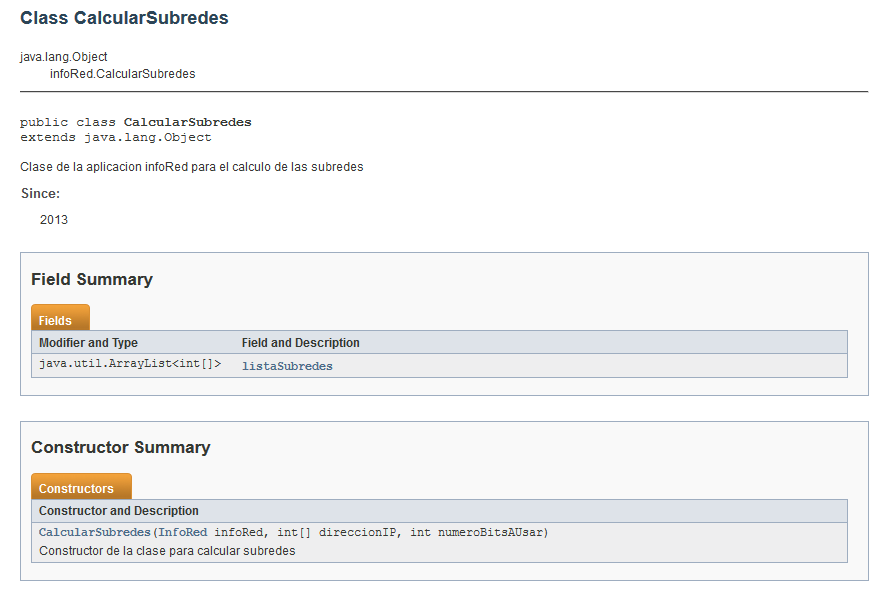 Class CalcularSubredes
java.lang.Object
infoRed.CalcularSubredes
public class CalcularSubredes
extends java.lang.Object
Clase de la aplicacion infoRed para el calculo de las subredes
Since:
2013
Field Summary
Fields
Modifier and Type Field and Description
java.util.ArrayList<int[]> listaSubredes
Constructor Summary
Constructors
Constructor and Description
CalcularSubredes(InfoRed infoRed, int[] direccionIP, int numeroBitsAUsar)
Constructor de la clase para calcular subredes